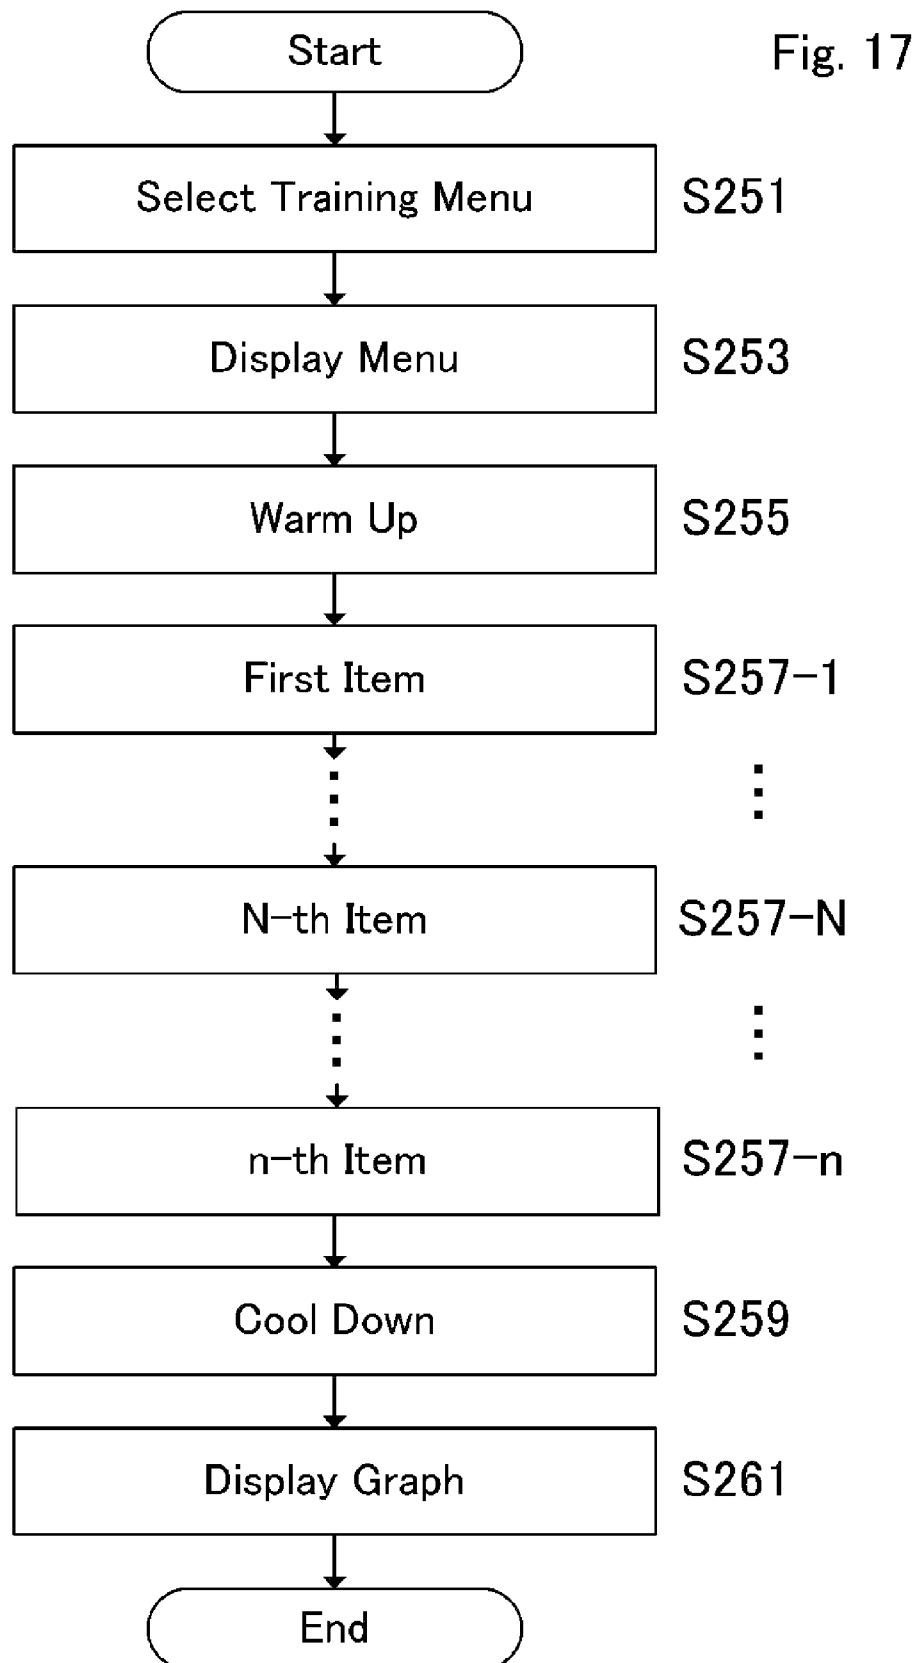 Start
Fig. 17
Select Training Menu
S251
Display Menu
S253
Warm Up
S255
First Item
S257-1
N-th Item
S257-N
n-th Item
S257-n
Cool Down
S259
Display Graph
S261
End